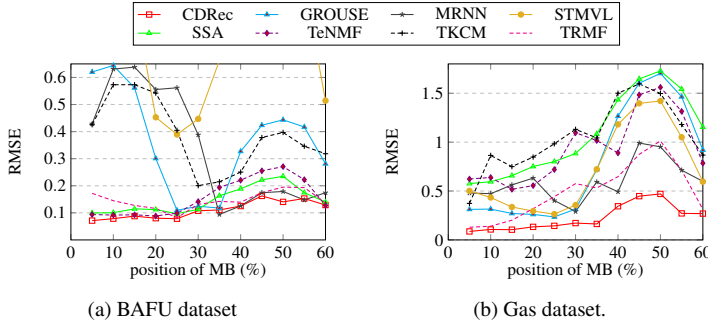 CDRec GROUSE MRNN STMVL
SSA TeNMF TKCM TRMF
RMSE
0.6
0.5
0.4
0.3
0.2
0.1
0 10 20 30 40 50 60
position of MB (%)
(a) BAFU dataset
RMSE
1.5
1
0.5
0
0 10 20 30 40 50 60
position of MB (%)
(b) Gas dataset.